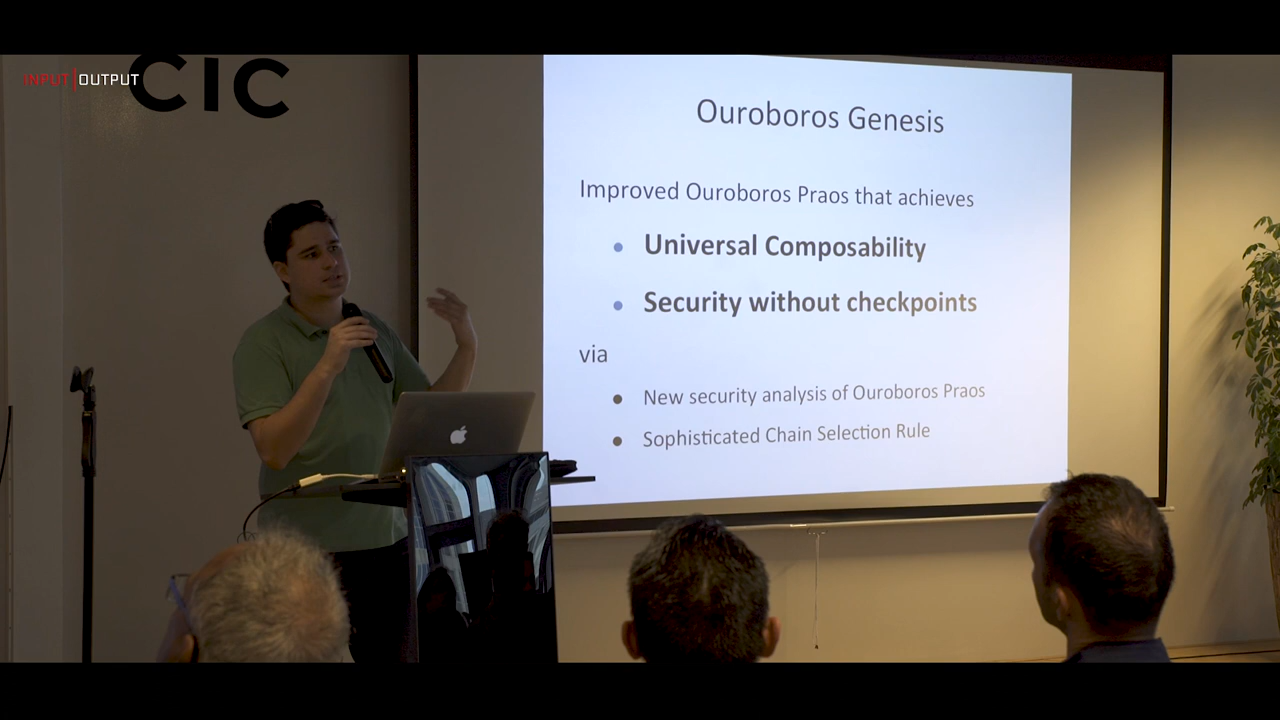 INPUT|OUTPUT
CIC
Ouroboros Genesis
Improved Ouroboros Praos that achieves
• Universal Composability
• Security without checkpoints
via
• New security analysis of Ouroboros Praos
• Sophisticated Chain Selection Rule